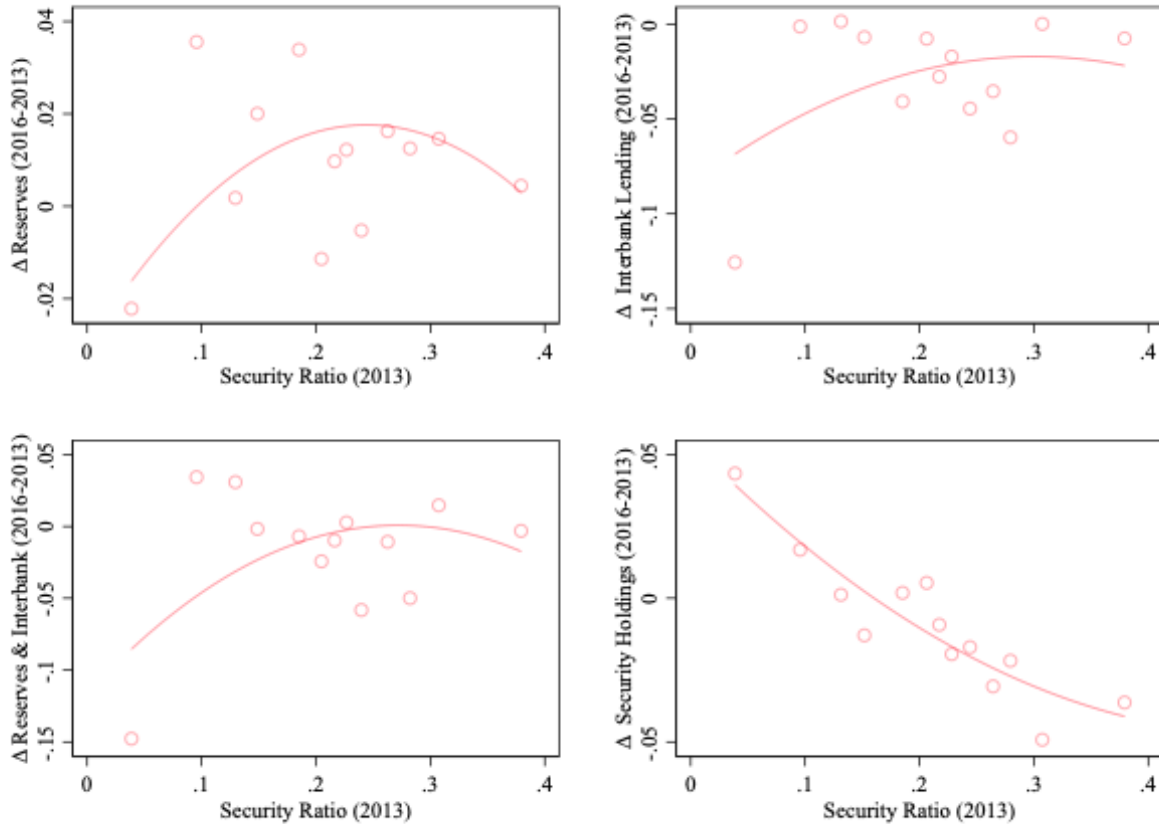 Δ Reserves (2016-2013)
.04
.02
0
-.02
0 .1 .2 .3 .4
Security Ratio (2013)
Δ Interbank Lending (2016-2013)
0
-.05
-.1
-.15
0 .1 .2 .3 .4
Security Ratio (2013)
Δ Reserves & Interbank (2016-2013)
.05
0
-.05
-.1
-.15
0 .1 .2 .3 .4
Security Ratio (2013)
Δ Security Holdings (2016-2013)
.05
0
-.05
0 .1 .2 .3 .4
Security Ratio (2013)